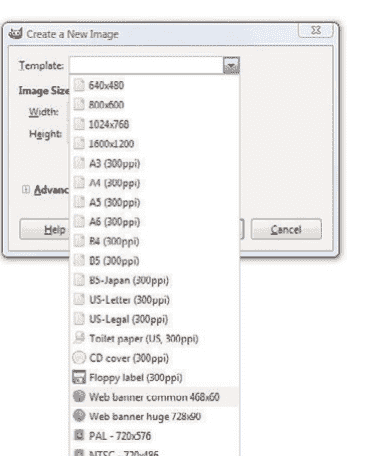 Create a New Image
Template:
Image Size
Width:
Height:
Advanc
Help
Cancel
640x480
800x600
1024x768
1600x1200
A3 (300ppi)
A4 (300ppi)
A5 (300ppi)
A6 (300ppi)
B4 (300ppi)
B5 (300ppi)
B5-Japan (300ppi)
US-Letter (300ppi)
US-Legal (300ppi)
Toilet paper (US, 300ppi)
CD cover (300ppi)
Floppy label (300ppi)
Web banner common 468x60
Web banner huge 728x90
PAL - 720x576
NTSC - 720x486